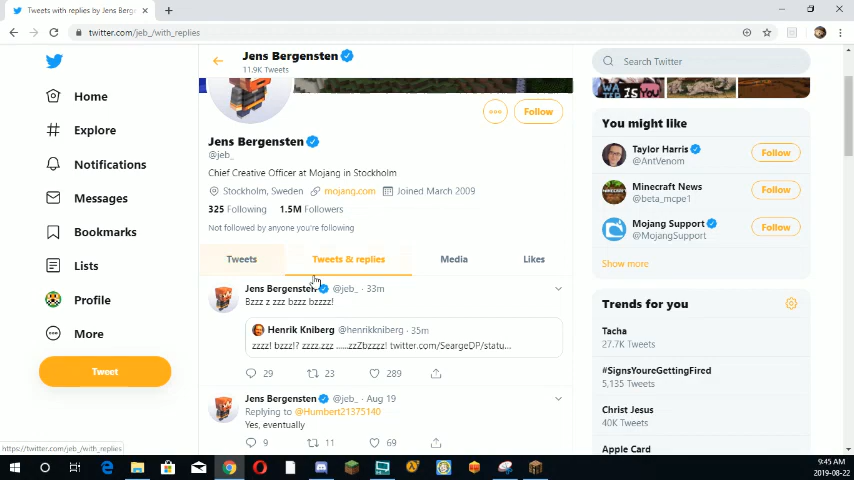 Tweets with replies by Jens Berge
twitter.com/jeb_/with_replies
Jens Bergensten
11.9K Tweets
Search Twitter
WATER IS YOU
Home
Explore
Notifications
Messages
Bookmarks
Lists
Profile
More
Tweet
Follow
Jens Bergensten
@jeb_
Chief Creative Officer at Mojang in Stockholm
Stockholm, Sweden mojang.com Joined March 2009
325 Following 1.5M Followers
Not followed by anyone you're following
Tweets Tweets & replies Media Likes
Jens Bergensten @jeb_ · 33m
Bzzz z zzz bzzz bzzzz!
Henrik Kniberg @henrikkniberg · 35m
zzzz! bzzz!? zzzz.zzz ......zzZbzzzz! twitter.com/SeargeDP/statu...
29 23 289
Jens Bergensten @jeb_ · Aug 19
Replying to @Humbert21375140
Yes, eventually
9 11 69
You might like
Taylor Harris
@AntVenom
Follow
Minecraft News
@beta_mcpe1
Follow
Mojang Support
@MojangSupport
Follow
Show more
Trends for you
Tacha
27.7K Tweets
#SignsYoureGettingFired
5,135 Tweets
Christ Jesus
40K Tweets
Apple Card
https://twitter.com/jeb_/with_replies
9:45 AM
2019-08-22